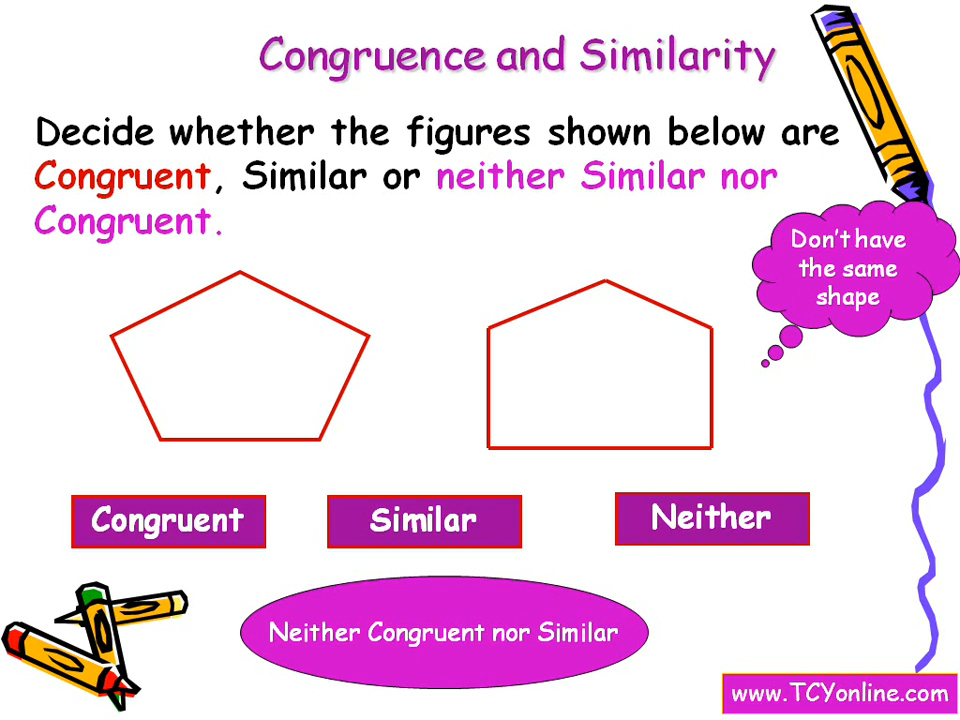 Congruence and Similarity
Decide whether the figures shown below are
Congruent, Similar or neither Similar nor
Congruent.
Don't have
the same
shape
Congruent
Similar
Neither
Neither Congruent nor Similar
www.TCYonline.com